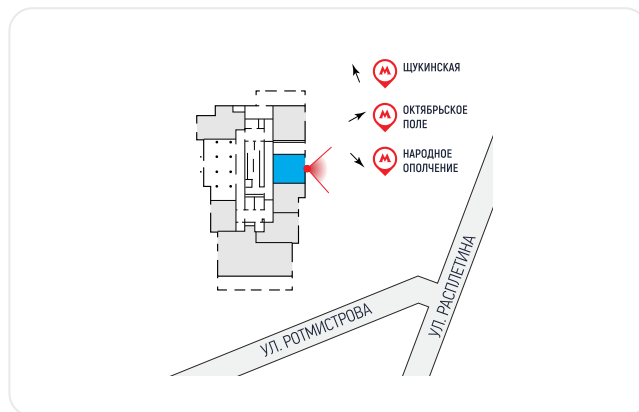 М ЩУКИНСКАЯ
М ОКТЯБРЬСКОЕ
ПОЛЕ
М НАРОДНОЕ
ОПОЛЧЕНИЕ
УЛ. РОТМИСТРОВА
УЛ. РАСПЛЕТИНА